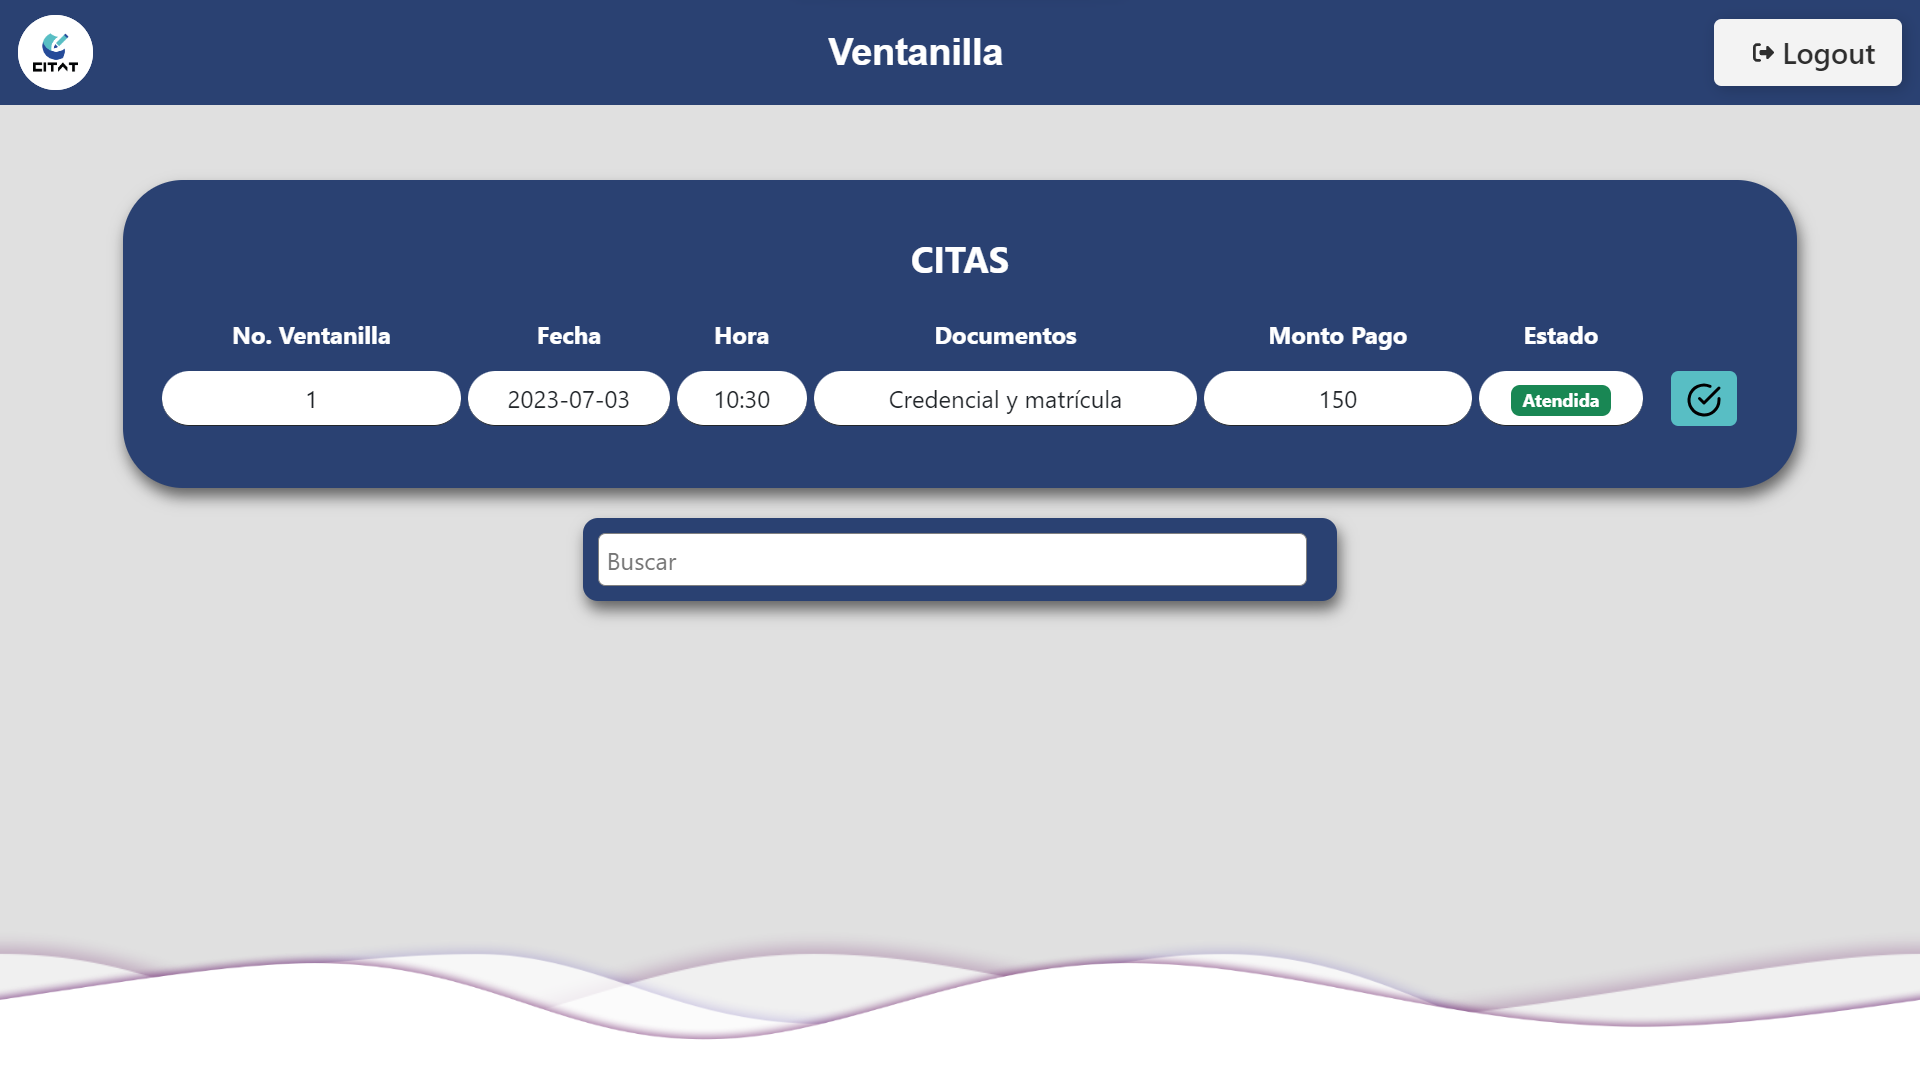 CITAT
Ventanilla
Logout
CITAS
No. Ventanilla Fecha Hora Documentos Monto Pago Estado
1 2023-07-03 10:30 Credencial y matrícula 150 Atendida
Buscar